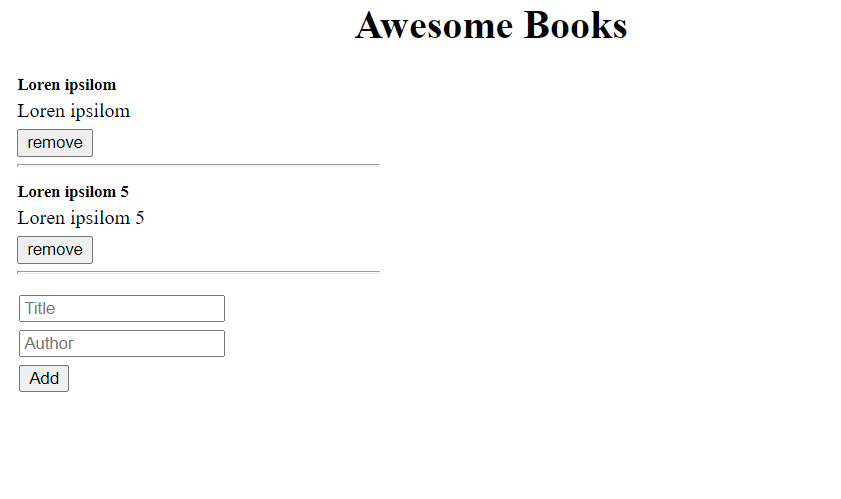 Awesome Books
Loren ipsilom
Loren ipsilom
remove
Loren ipsilom 5
Loren ipsilom 5
remove
Title
Author
Add